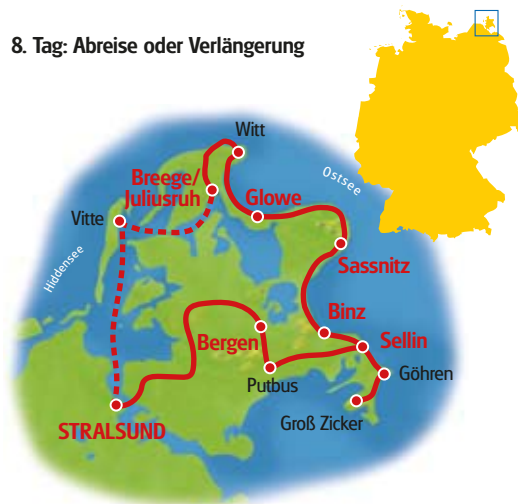 8. Tag: Abreise oder Verlängerung
Witt
Ostsee
Breege/
Juliusruh
Glowe
Vitte
Hiddensee
Sassnitz
Binz
Bergen
Sellin
Putbus
Göhren
Groß Zicker
STRALSUND